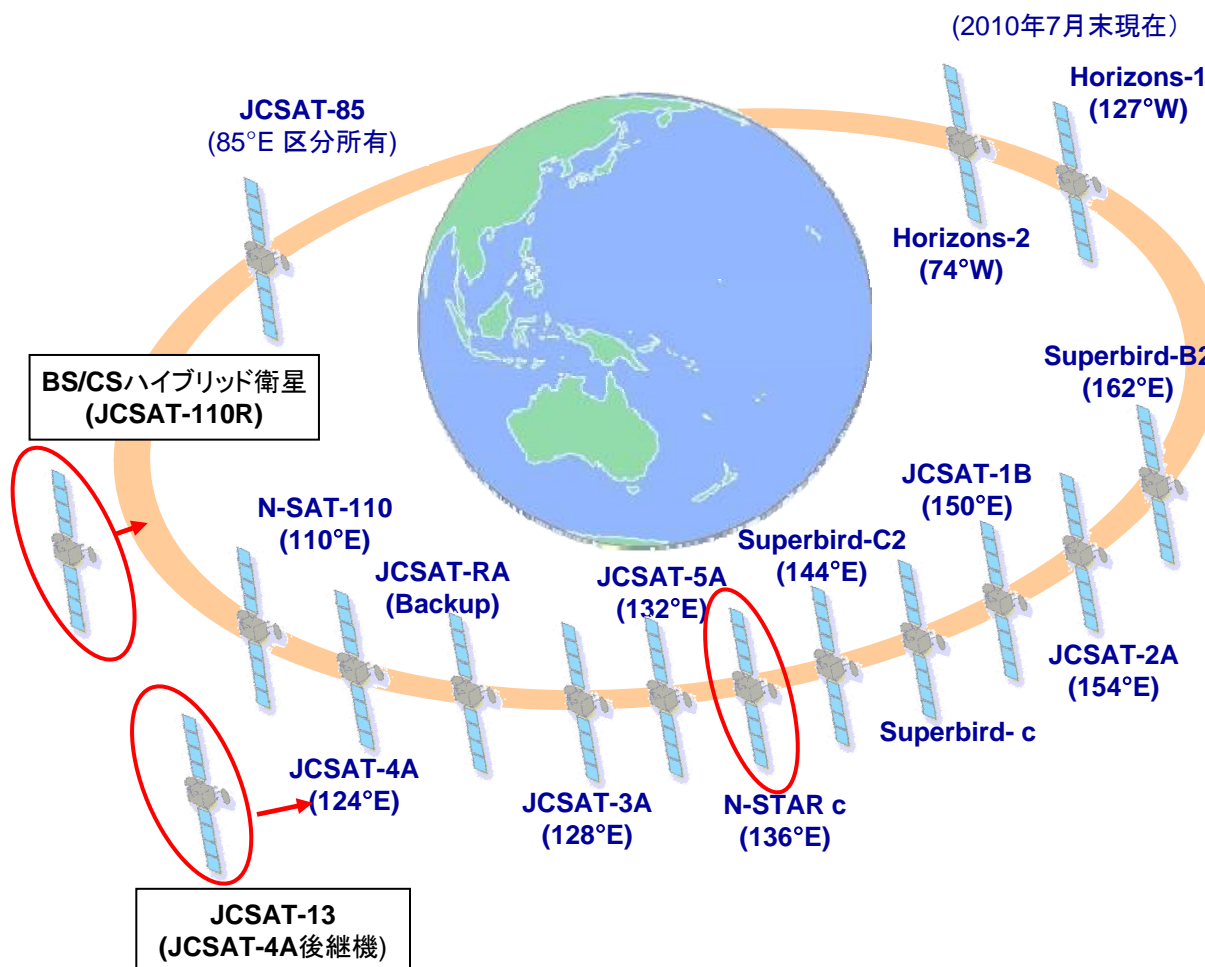 (2010年7月末現在）
Horizons-1
(127°W)
JCSAT-85
(85°E 区分所有)
Horizons-2
(74°W)
Superbird-B2
(162°E)
BS/CSハイブリッド衛星
(JCSAT-110R)
JCSAT-1B
(150°E)
N-SAT-110
(110°E)
Superbird-C2
(144°E)
JCSAT-RA
(Backup)
JCSAT-5A
(132°E)
JCSAT-2A
(154°E)
Superbird- c
JCSAT-4A
(124°E)
JCSAT-3A
(128°E)
N-STAR c
(136°E)
JCSAT-13
(JCSAT-4A後継機)